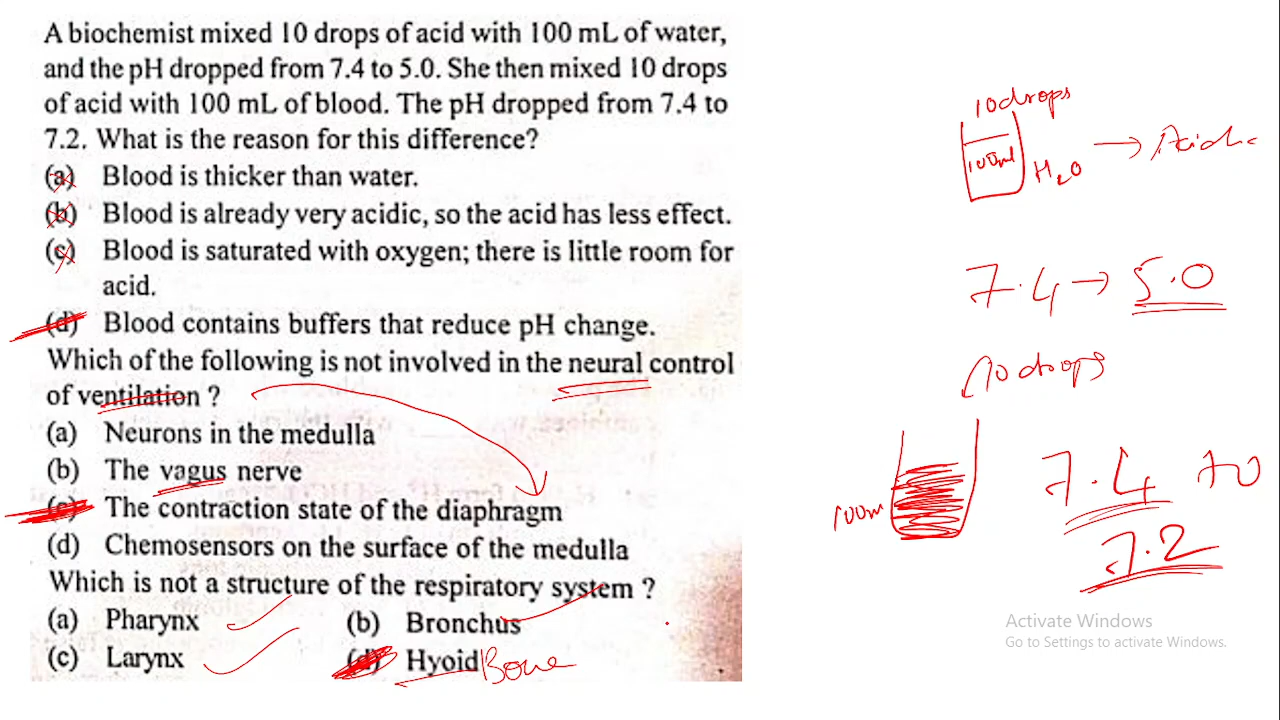 A biochemist mixed 10 drops of acid with 100 mL of water,
and the pH dropped from 7.4 to 5.0. She then mixed 10 drops
of acid with 100 mL of blood. The pH dropped from 7.4 to
7.2. What is the reason for this difference?
(a) Blood is thicker than water.
(b) Blood is already very acidic, so the acid has less effect.
(c) Blood is saturated with oxygen; there is little room for
acid.
(d) Blood contains buffers that reduce pH change.
Which of the following is not involved in the neural control
of ventilation ?
(a) Neurons in the medulla
(b) The vagus nerve
(c) The contraction state of the diaphragm
(d) Chemosensors on the surface of the medulla
Which is not a structure of the respiratory system ?
(a) Pharynx (b) Bronchus
(c) Larynx (d) Hyoid Bone
10 drops
100ml H2O →
7.4 → 5.0
10 drops
100m 7.4 to
7.2
Activate Windows
Go to Settings to activate Windows.